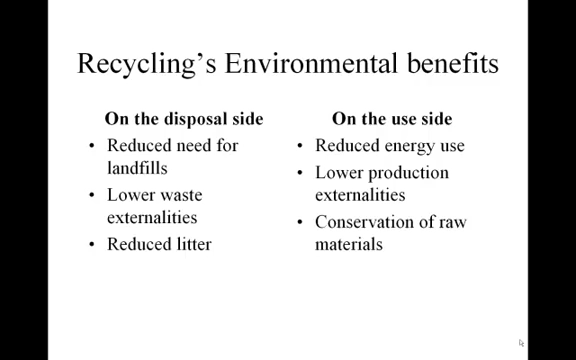 Recycling's Environmental benefits
On the disposal side
• Reduced need for
landfills
• Lower waste
externalities
• Reduced litter
On the use side
• Reduced energy use
• Lower production
externalities
• Conservation of raw
materials